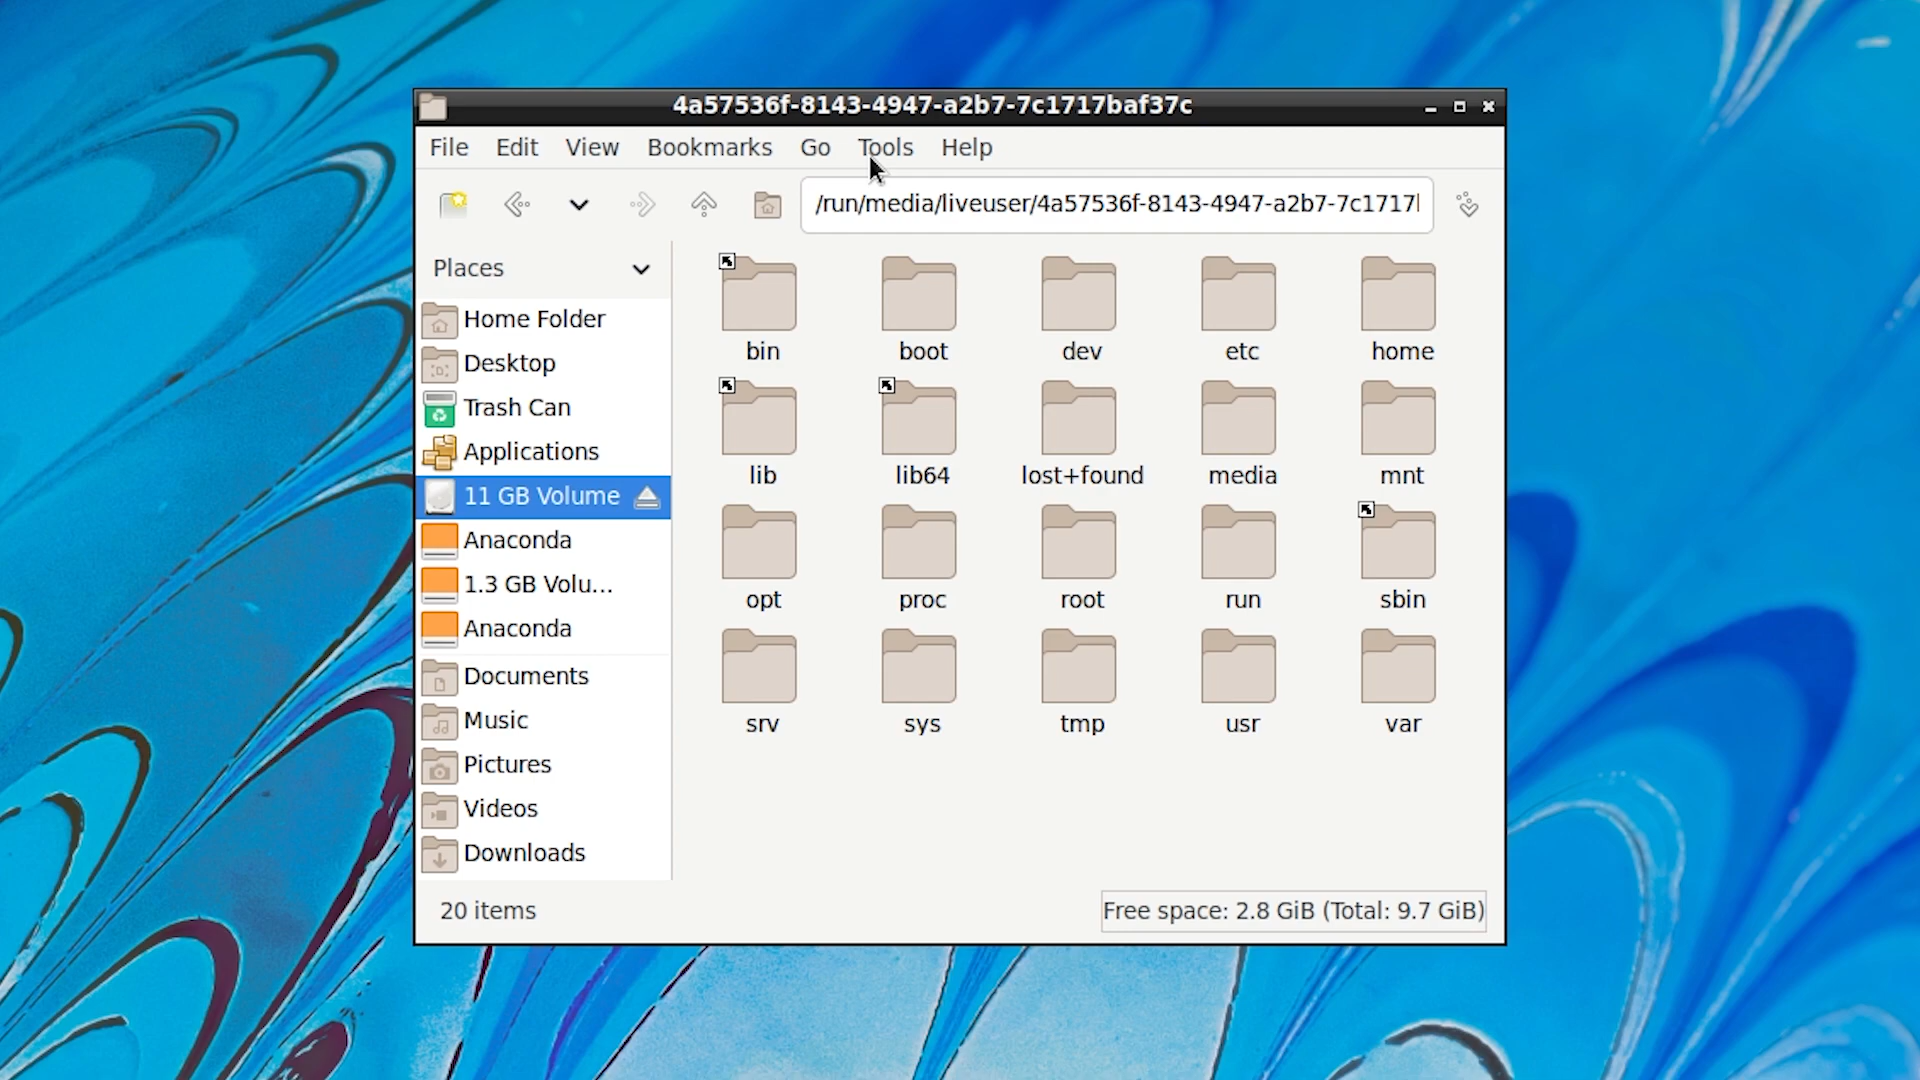 4a57536f-8143-4947-a2b7-7c1717baf37c
File Edit View Bookmarks Go Tools Help
/run/media/liveuser/4a57536f-8143-4947-a2b7-7c1717
Places
Home Folder
Desktop
Trash Can
Applications
11 GB Volume
Anaconda
1.3 GB Volu...
Anaconda
Documents
Music
Pictures
Videos
Downloads
bin boot dev etc home
lib lib64 lost+found media mnt
opt proc root run sbin
srv sys tmp usr var
20 items
Free space: 2.8 GiB (Total: 9.7 GiB)